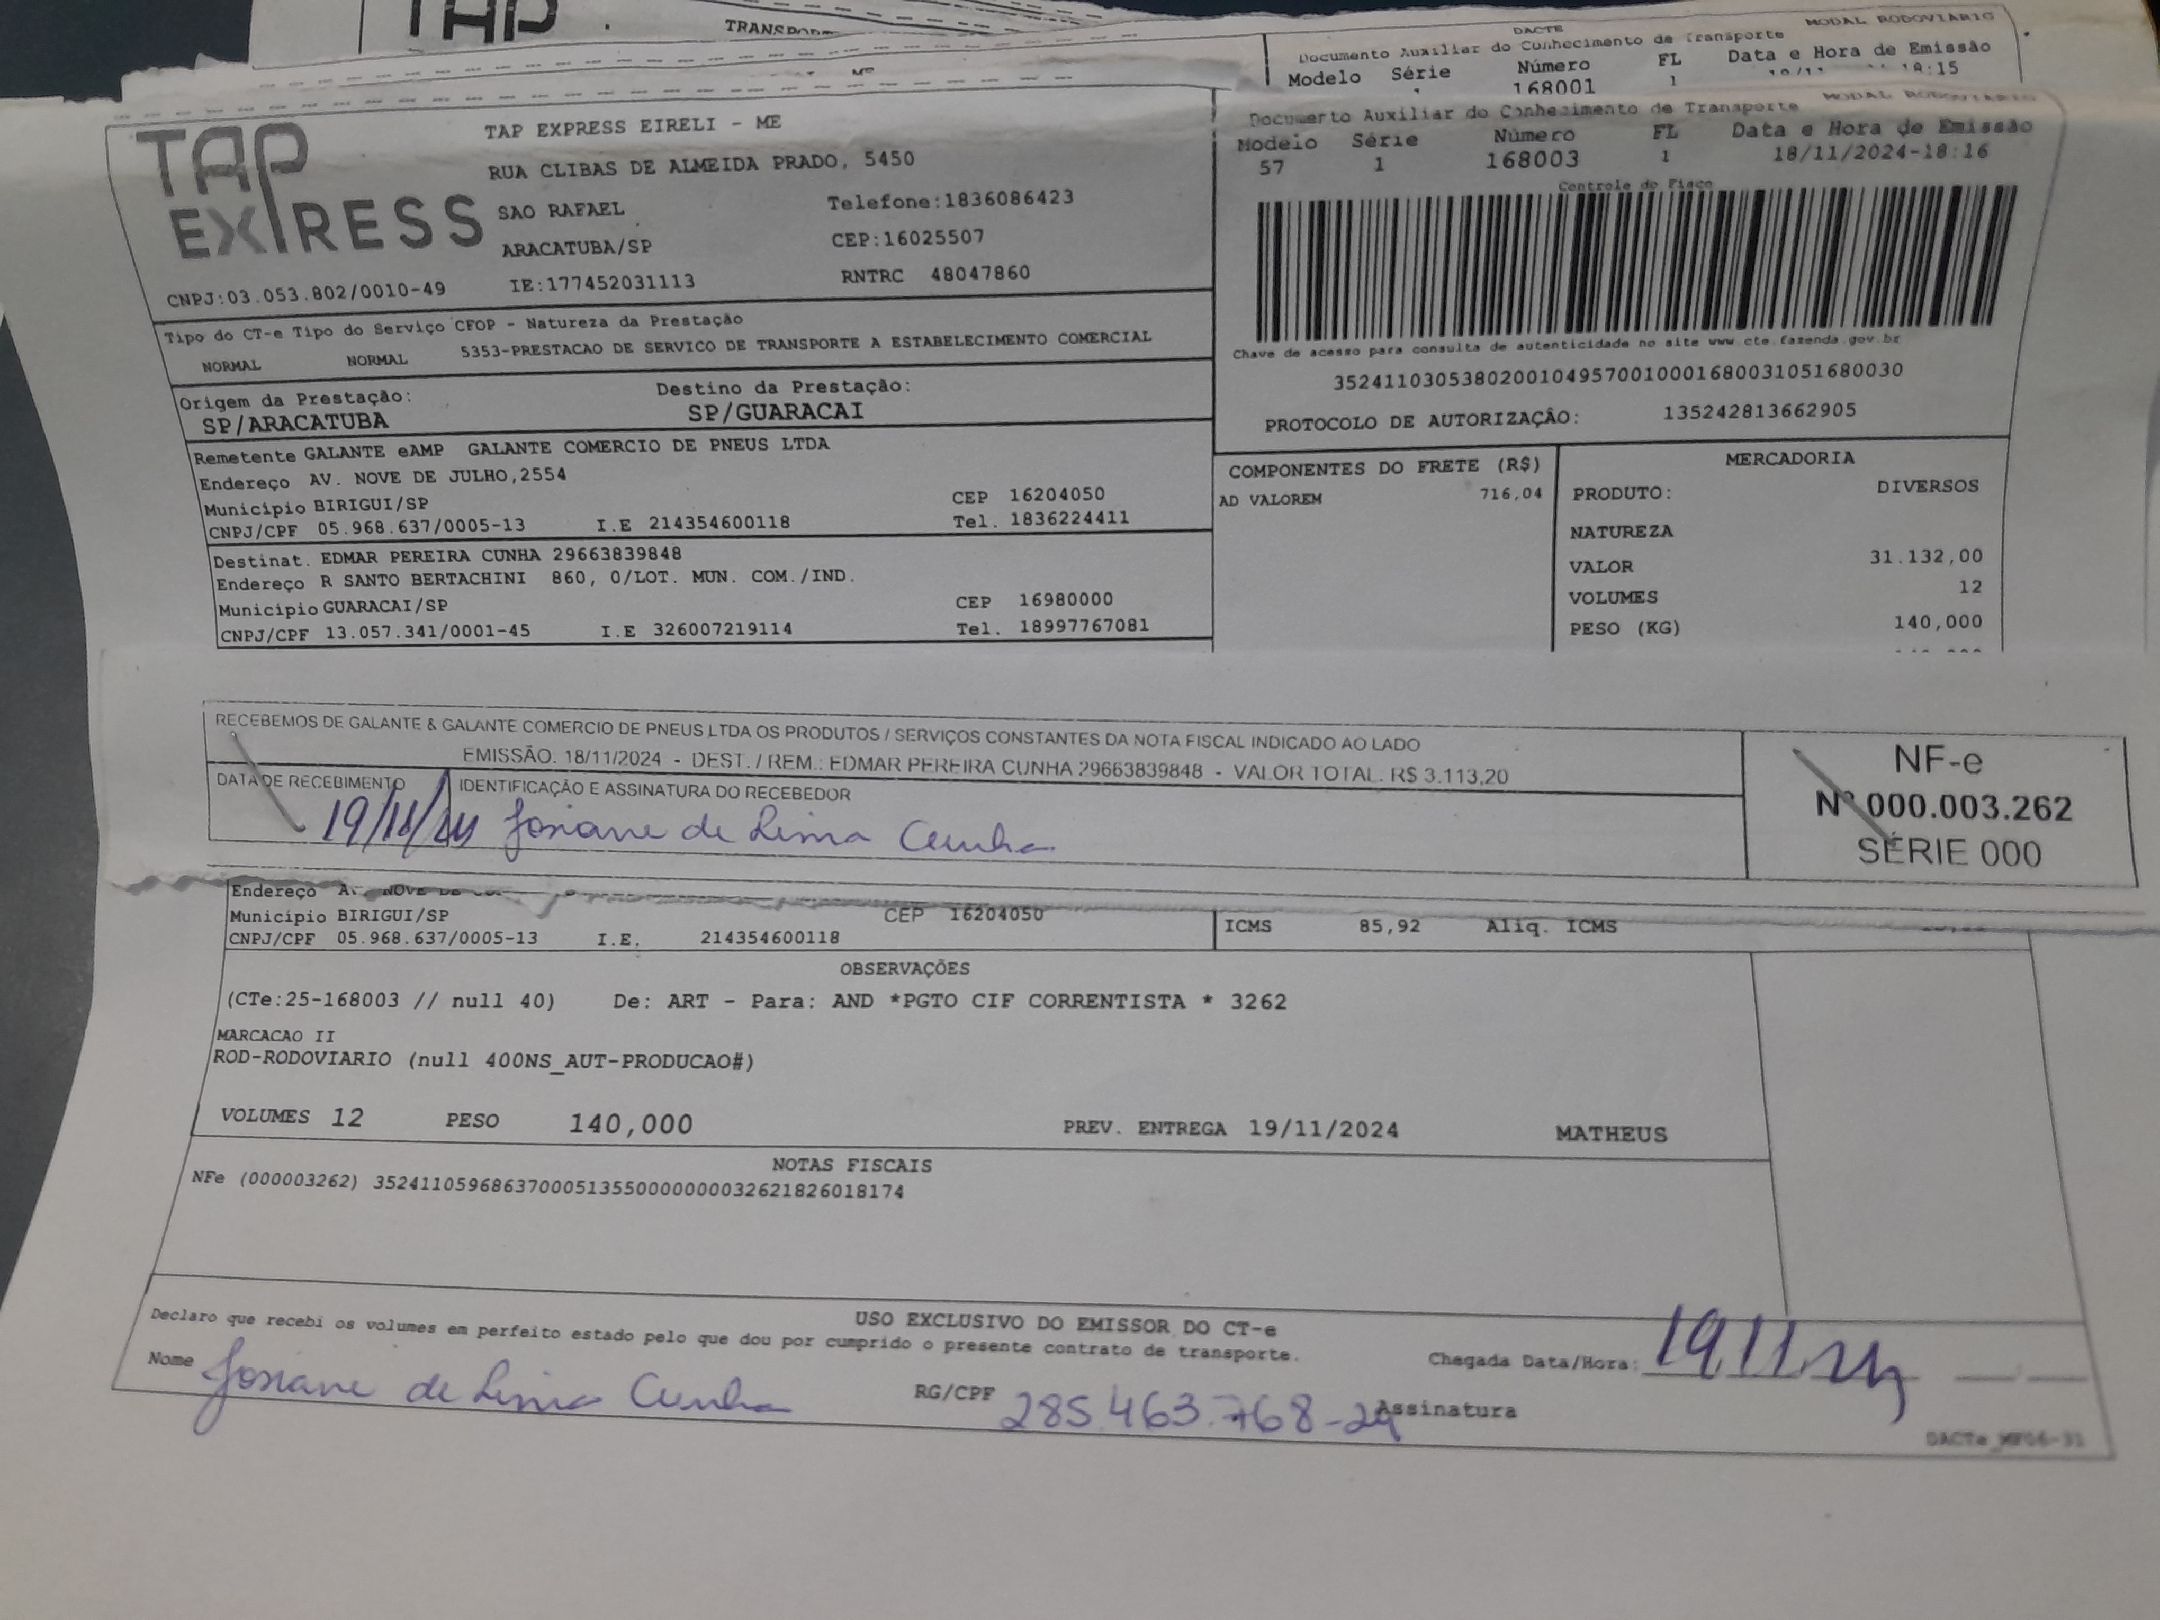 TAP
TRANSPOR
DACTE
MODAL RODOVIARIO
Documento Auxiliar do Conhecimento de Transporte
Modelo Série Número FL Data e Hora de Emissão
168001 1 18:15
ME
TAP EXPRESS
TAP EXPRESS EIRELI - ME
RUA CLIBAS DE ALMEIDA PRADO, 5450
SAO RAFAEL Telefone:1836086423
ARACATUBA/SP CEP:16025507
CNPJ:03.053.802/0010-49 IE:177452031113 RNTRC 48047860
MODAL RODOVIARIO
Documento Auxiliar do Conhecimento de Transporte
Modelo Série Número FL Data e Hora de Emissão
57 1 168003 1 18/11/2024-18:16
Controle do Fisco
Chave de acesso para consulta de autenticidade no site www.cte.fazenda.gov.br
35241103053802001049570010001680031051680030
PROTOCOLO DE AUTORIZAÇÃO: 135242813662905
Tipo do CT-e Tipo do Serviço CFOP - Natureza da Prestação
NORMAL NORMAL 5353-PRESTACAO DE SERVICO DE TRANSPORTE A ESTABELECIMENTO COMERCIAL
Origem da Prestação: Destino da Prestação:
SP/ARACATUBA SP/GUARACAI
Remetente GALANTE eAMP GALANTE COMERCIO DE PNEUS LTDA
Endereço AV. NOVE DE JULHO,2554
Município BIRIGUI/SP CEP 16204050
CNPJ/CPF 05.968.637/0005-13 I.E 214354600118 Tel. 1836224411
Destinat. EDMAR PEREIRA CUNHA 29663839848
Endereço R SANTO BERTACHINI 860, 0/LOT. MUN. COM./IND.
Município GUARACAI/SP CEP 16980000
CNPJ/CPF 13.057.341/0001-45 I.E 326007219114 Tel. 18997767081
COMPONENTES DO FRETE (R$)
AD VALOREM 716,04
MERCADORIA
PRODUTO: DIVERSOS
NATUREZA
VALOR 31.132,00
VOLUMES 12
PESO (KG) 140,000
RECEBEMOS DE GALANTE & GALANTE COMERCIO DE PNEUS LTDA OS PRODUTOS / SERVIÇOS CONSTANTES DA NOTA FISCAL INDICADO AO LADO
EMISSÃO. 18/11/2024 - DEST. / REM.: EDMAR PEREIRA CUNHA 29663839848 - VALOR TOTAL. R$ 3.113,20
DATA DE RECEBIMENTO IDENTIFICAÇÃO E ASSINATURA DO RECEBEDOR
19/11/24 Josiane de Lima Cunha
NF-e
Nº 000.003.262
SÉRIE 000
Endereço AV. NOVE DE
Município BIRIGUI/SP CEP 16204050
CNPJ/CPF 05.968.637/0005-13 I.E. 214354600118
ICMS 85,92 Aliq. ICMS
OBSERVAÇÕES
(CTe:25-168003 // null 40) De: ART - Para: AND *PGTO CIF CORRENTISTA * 3262
MARCACAO II
ROD-RODOVIARIO (null 400NS_AUT-PRODUCAO#)
VOLUMES 12 PESO 140,000 PREV. ENTREGA 19/11/2024 MATHEUS
NOTAS FISCAIS
NFe (000003262) 35241105968637000513550000000032621826018174
USO EXCLUSIVO DO EMISSOR DO CT-e
Declaro que recebi os volumes em perfeito estado pelo que dou por cumprido o presente contrato de transporte.
Chegada Data/Hora: 19.11.24
Nome Josiane de Lima Cunha RG/CPF 285.463.768-29 Assinatura